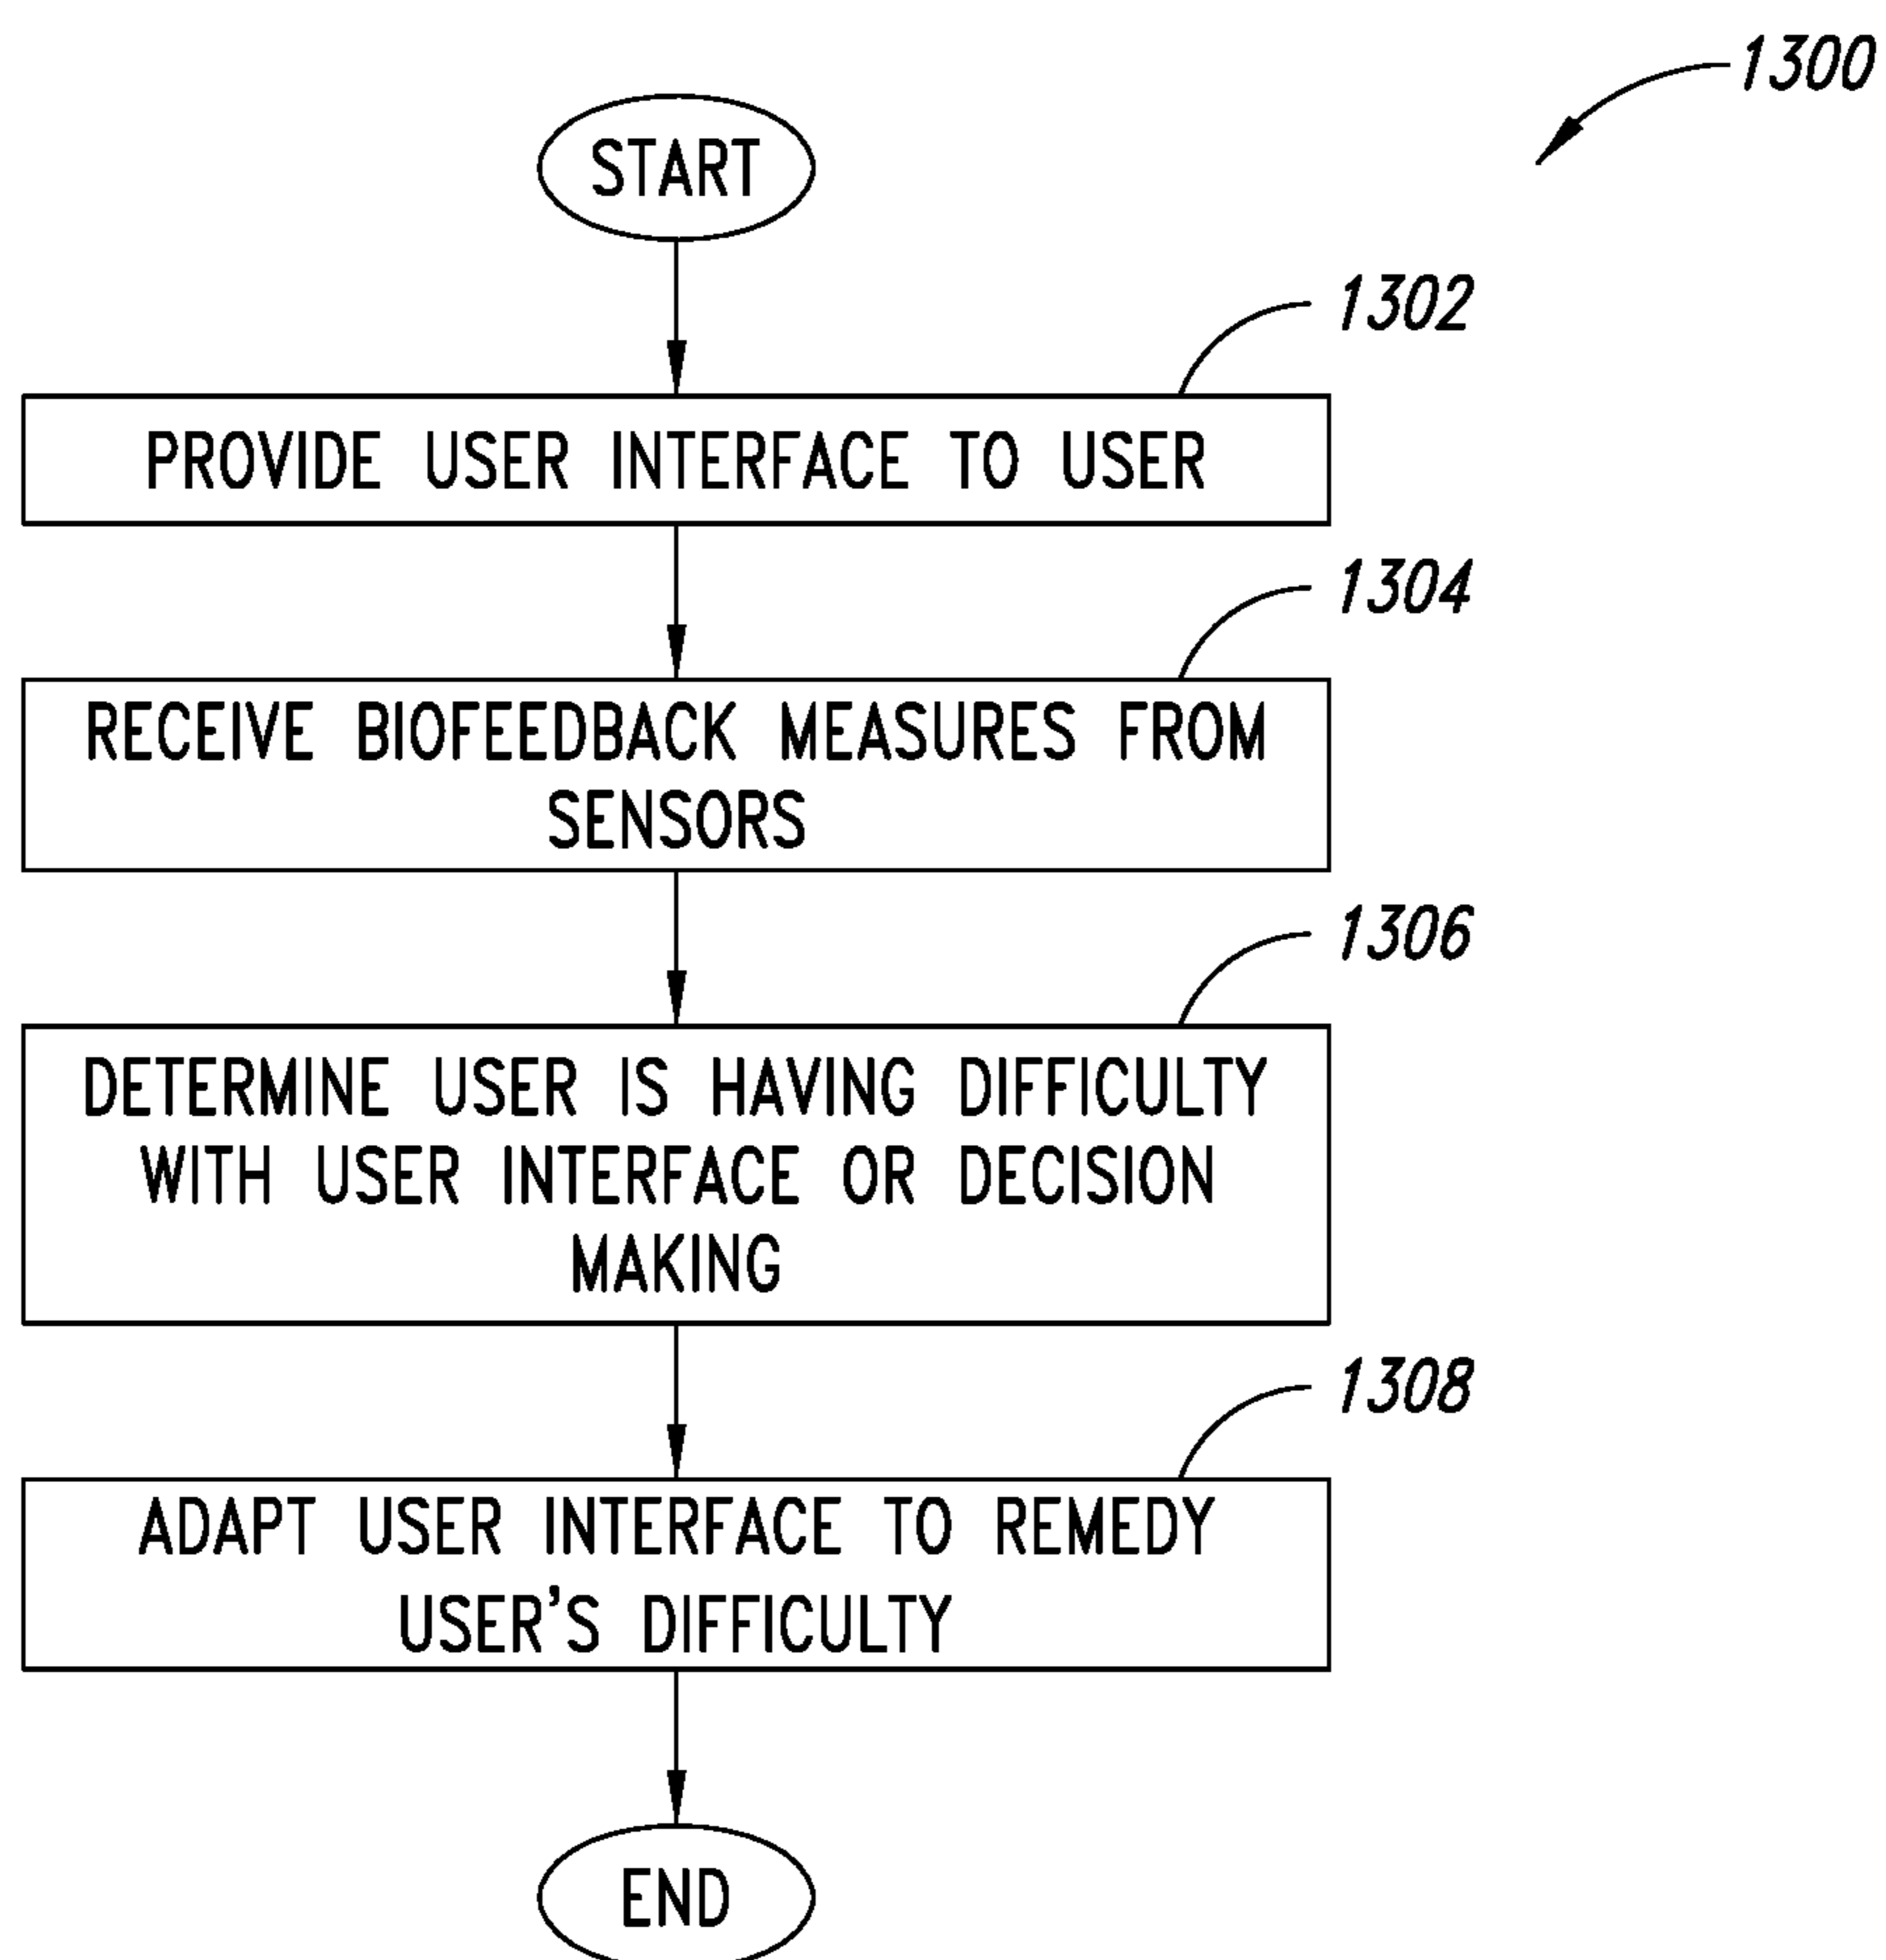 1300
START
1302
PROVIDE USER INTERFACE TO USER
1304
RECEIVE BIOFEEDBACK MEASURES FROM
SENSORS
1306
DETERMINE USER IS HAVING DIFFICULTY
WITH USER INTERFACE OR DECISION
MAKING
1308
ADAPT USER INTERFACE TO REMEDY
USER'S DIFFICULTY
END